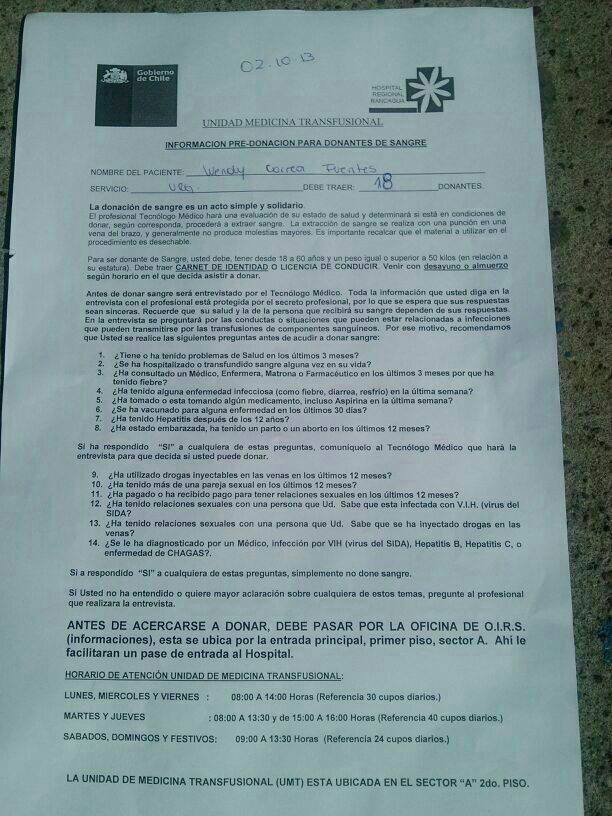 02.10.13
Gobierno
de Chile
HOSPITAL
REGIONAL
RANCAGUA
UNIDAD MEDICINA TRANSFUSIONAL
INFORMACION PRE-DONACION PARA DONANTES DE SANGRE
NOMBRE DEL PACIENTE: Wendy Correa Fuentes
SERVICIO: URG. DEBE TRAER: 18 DONANTES.
La donación de sangre es un acto simple y solidario.
El profesional Tecnólogo Médico hará una evaluación de su estado de salud y determinará si está en condiciones de
donar, según corresponda, procederá a extraer sangre. La extracción de sangre se realiza con una punción en una
vena del brazo, y generalmente no produce molestias mayores. Es importante recalcar que el material a utilizar en el
procedimiento es desechable.
Para ser donante de Sangre, usted debe, tener desde 18 a 60 años y un peso igual o superior a 50 kilos (en relación a
su estatura). Debe traer CARNET DE IDENTIDAD O LICENCIA DE CONDUCIR. Venir con desayuno o almuerzo
según horario en el que decida asistir a donar.
Antes de donar sangre será entrevistado por el Tecnólogo Médico. Toda la información que usted diga en la
entrevista con el profesional está protegida por el secreto profesional, por lo que se espera que sus respuestas
sean sinceras. Recuerde que su salud y la de la persona que recibirá su sangre dependen de sus respuestas.
En la entrevista se preguntará por las conductas o situaciones que pueden estar relacionadas a infecciones
que pueden transmitirse por las transfusiones de componentes sanguíneos. Por ese motivo, recomendamos
que Usted se realice las siguientes preguntas antes de acudir a donar sangre:
1. ¿Tiene o ha tenido problemas de Salud en los últimos 3 meses?
2. ¿Se ha hospitalizado o transfundido sangre alguna vez en su vida?
3. ¿Ha consultado un Médico, Enfermera, Matrona o Farmacéutico en los últimos 3 meses por que ha
tenido fiebre?
4. ¿Ha tenido alguna enfermedad infecciosa (como fiebre, diarrea, resfrío) en la última semana?
5. ¿Ha tomado o esta tomando algún medicamento, incluso Aspirina en la última semana?
6. ¿Se ha vacunado para alguna enfermedad en los últimos 30 días?
7. ¿Ha tenido Hepatitis después de los 12 años?
8. ¿Ha estado embarazada, ha tenido un parto o un aborto en los últimos 12 meses?
Si ha respondido "SI" a cualquiera de estas preguntas, comuníquelo al Tecnólogo Médico que hará la
entrevista para que decida si usted puede donar.
9. ¿Ha utilizado drogas inyectables en las venas en los últimos 12 meses?
10. ¿Ha tenido más de una pareja sexual en los últimos 12 meses?
11. ¿Ha pagado o ha recibido pago para tener relaciones sexuales en los últimos 12 meses?
12. ¿Ha tenido relaciones sexuales con una persona que Ud. Sabe que esta infectada con V.I.H. (virus del
SIDA?
13. ¿Ha tenido relaciones sexuales con una persona que Ud. Sabe que se ha inyectado drogas en las
venas?
14. ¿Se le ha diagnosticado por un Médico, infección por VIH (virus del SIDA), Hepatitis B, Hepatitis C, o
enfermedad de CHAGAS?.
Si a respondido "SI" a cualquiera de estas preguntas, simplemente no done sangre.
Si Usted no ha entendido o quiere mayor aclaración sobre cualquiera de estos temas, pregunte al profesional
que realizara la entrevista.
ANTES DE ACERCARSE A DONAR, DEBE PASAR POR LA OFICINA DE O.I.R.S.
(informaciones), esta se ubica por la entrada principal, primer piso, sector A. Ahi le
facilitaran un pase de entrada al Hospital.
HORARIO DE ATENCIÓN UNIDAD DE MEDICINA TRANSFUSIONAL:
LUNES, MIERCOLES Y VIERNES : 08:00 A 14:00 Horas (Referencia 30 cupos diarios.)
MARTES Y JUEVES : 08:00 A 13:30 y de 15:00 A 16:00 Horas (Referencia 40 cupos diarios.)
SABADOS, DOMINGOS Y FESTIVOS: 09:00 A 13:30 Horas (Referencia 24 cupos diarios.)
LA UNIDAD DE MEDICINA TRANSFUSIONAL (UMT) ESTA UBICADA EN EL SECTOR "A" 2do. PISO.